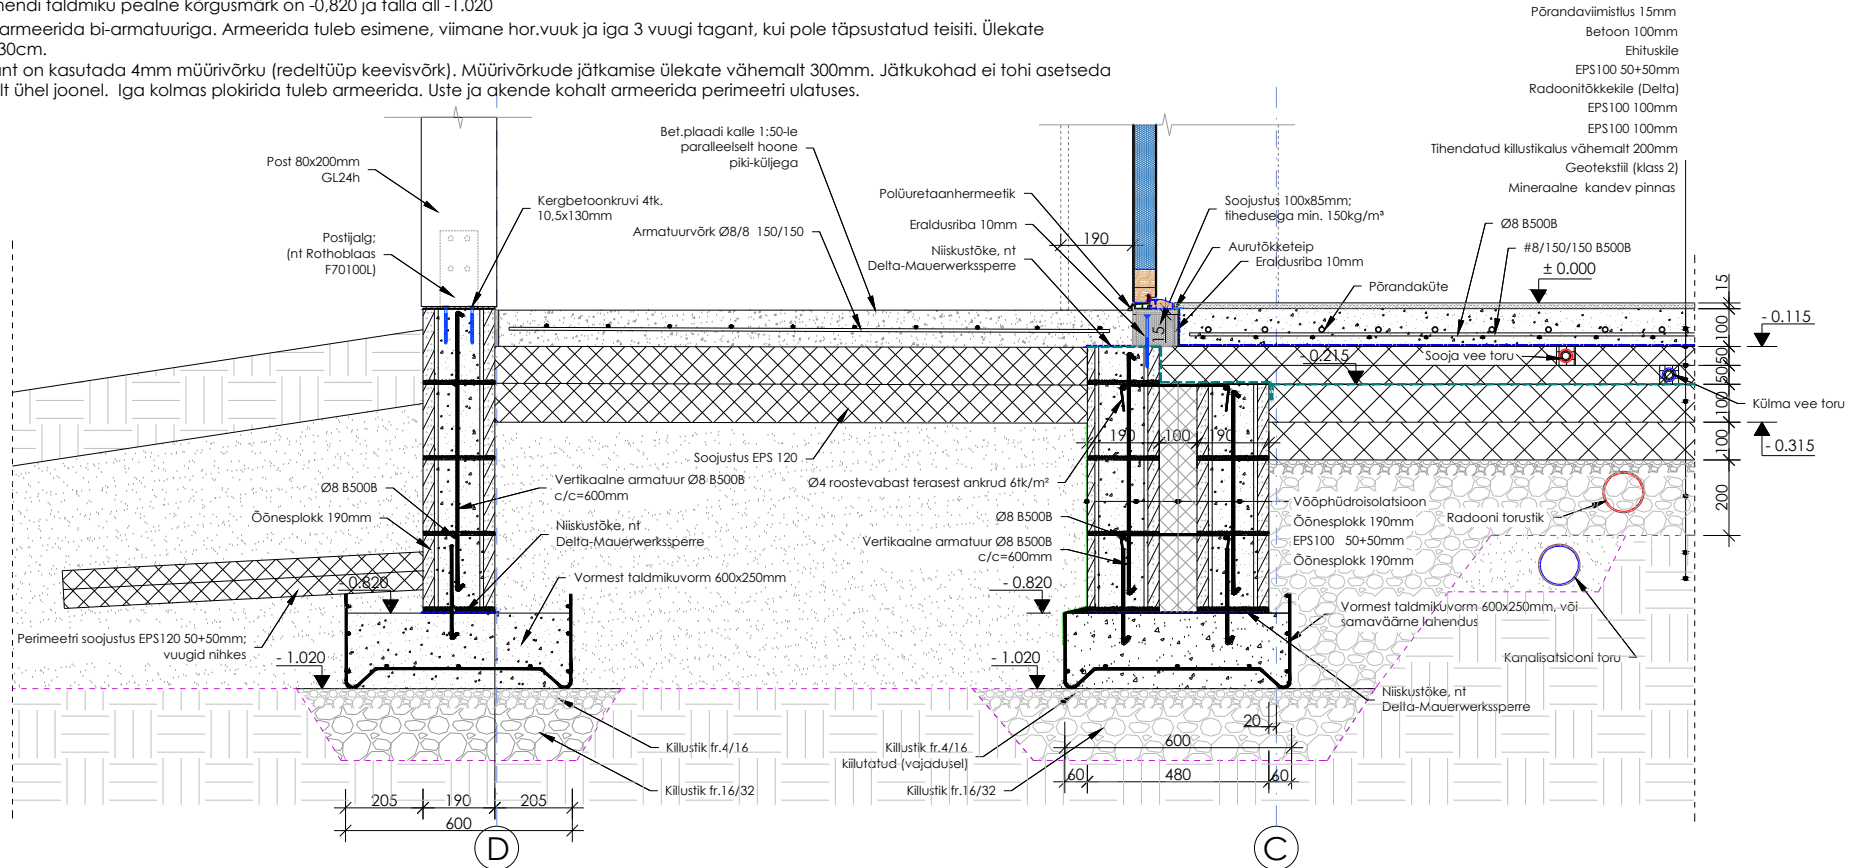 taldmiku pealne kõrgusmärk on -0,820 ja talla all -1.020
armeerida bi-armatuuriga. Armeerida tuleb esimene, viimane hor.vuuk ja iga 3 vuugi tagant, kui pole täpsustatud teisiti. Ülekate
30cm.
on kasutada 4mm müürivõrku (redeltüüp keevisvõrk). Müürivõrkude jätkamise ülekate vähemalt 300mm. Jätkukohad ei tohi asetseda
ühel joonel. Iga kolmas plokirida tuleb armeerida. Uste ja akende kohalt armeerida perimeetri ulatuses.
Põrandaviimistlus 15mm
Betoon 100mm
Ehituskile
EPS100 50+50mm
Radoonitõkkekile (Delta)
EPS100 100mm
EPS100 100mm
Tihendatud killustikalus vähemalt 200mm
Geotekstiil (klass 2)
Mineraalne kandev pinnas
Post 80x200mm
GL24h
Postijalg;
(nt Rothoblaas
F70100L)
Kergbetoonkruvi 4tk.
10,5x130mm
Bet.plaadi kalle 1:50-le
paralleelselt hoone
piki-küljega
Armatuurvõrk Ø8/8 150/150
Polüuretaanhermeetik
Eraldusriba 10mm
Niiskustõke, nt
Delta-Mauerwerkssperre
190
Soojustus 100x85mm;
tihedusega min. 150kg/m³
Aurutõkketeip
Eraldusriba 10mm
Ø8 B500B
#8/150/150 B500B
± 0.000
Põrandaküte
15
100
50
50
100
100
200
- 0.115
- 0.215
- 0.315
15
Sooja vee toru
Külma vee toru
Soojustus EPS 120
190
100
190
Ø4 roostevabast terasest ankrud 6tk/m²
Ø8 B500B
Õõnesplokk 190mm
Vertikaalne armatuur Ø8 B500B
c/c=600mm
Niiskustõke, nt
Delta-Mauerwerkssperre
Ø8 B500B
Vertikaalne armatuur Ø8 B500B
c/c=600mm
Vööphüdroisolatsioon
Õõnesplokk 190mm
EPS100 50+50mm
Õõnesplokk 190mm
Radooni torustik
- 0.820
Vormest taldmikuvorm 600x250mm
- 0.820
Vormest taldmikuvorm 600x250mm, või
samaväärne lahendus
Perimeetri soojustus EPS120 50+50mm;
vuugid nihkes
- 1.020
- 1.020
Kanalisatsiooni toru
Niiskustõke, nt
Delta-Mauerwerkssperre
Killustik fr.4/16
Killustik fr.16/32
Killustik fr.4/16
kiilutatud (vajadusel)
Killustik fr.16/32
20
600
60
480
60
205
190
205
600
D
C